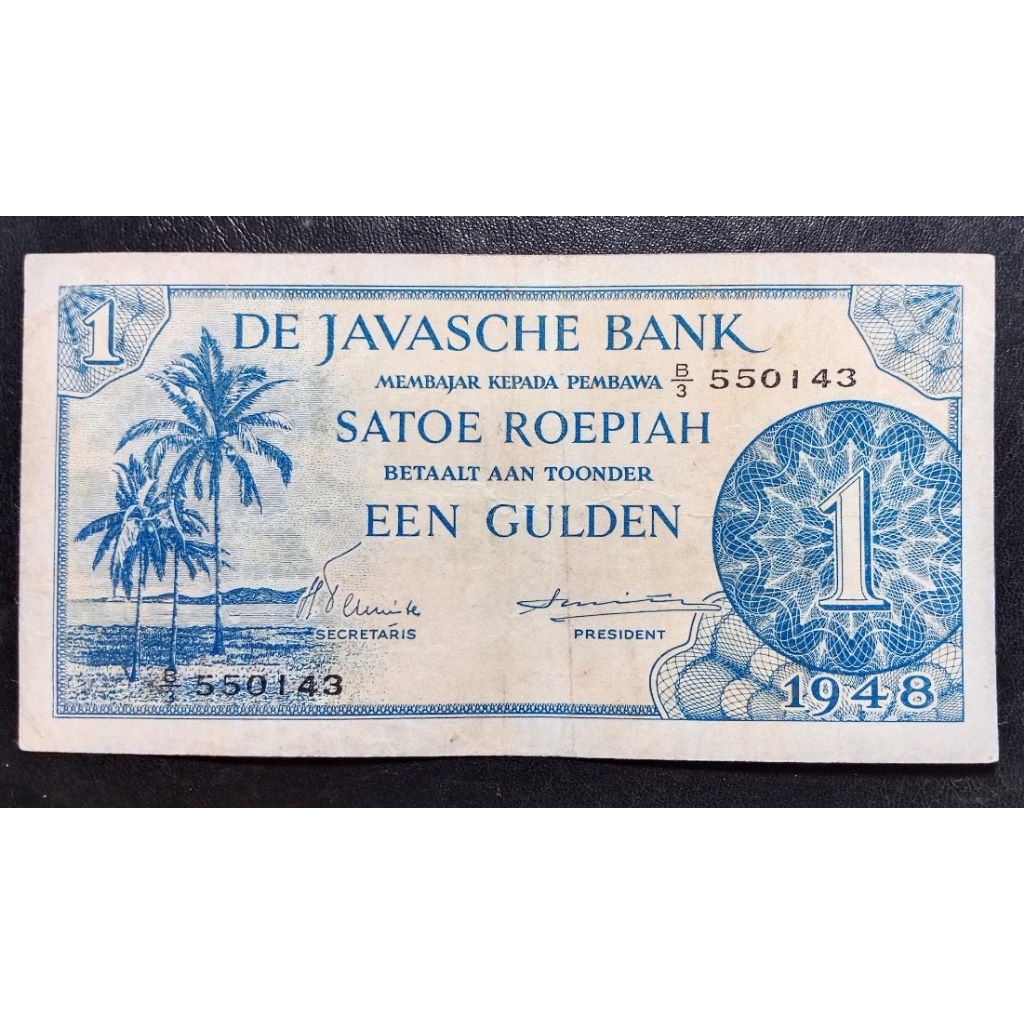 1
DE JAVASCHE BANK
MEMBAJAR KEPADA PEMBAWA B/3 550143
SATOE ROEPIAH
BETAALT AAN TOONDER
EEN GULDEN
1
SECRETARIS
PRESIDENT
B/3 550143
1948